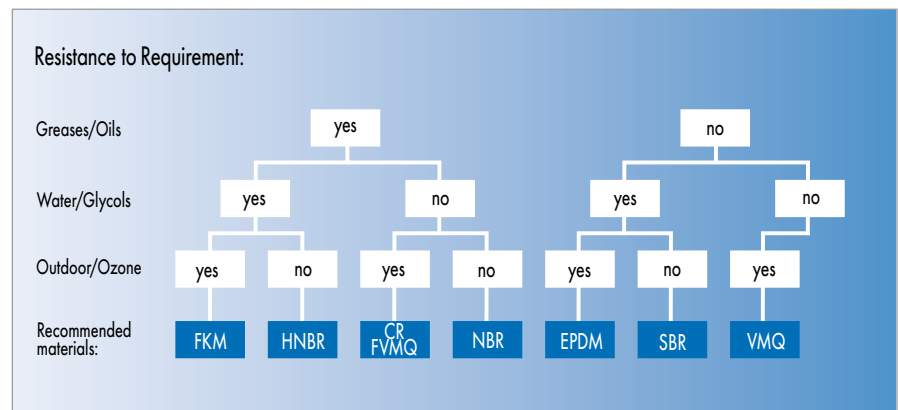 Resistance to Requirement:
Greases/Oils
yes
no
Water/Glycols
yes
no
yes
no
Outdoor/Ozone
yes
no
yes
no
yes
no
yes
Recommended
materials:
FKM
HNBR
CR
FVMQ
NBR
EPDM
SBR
VMQ